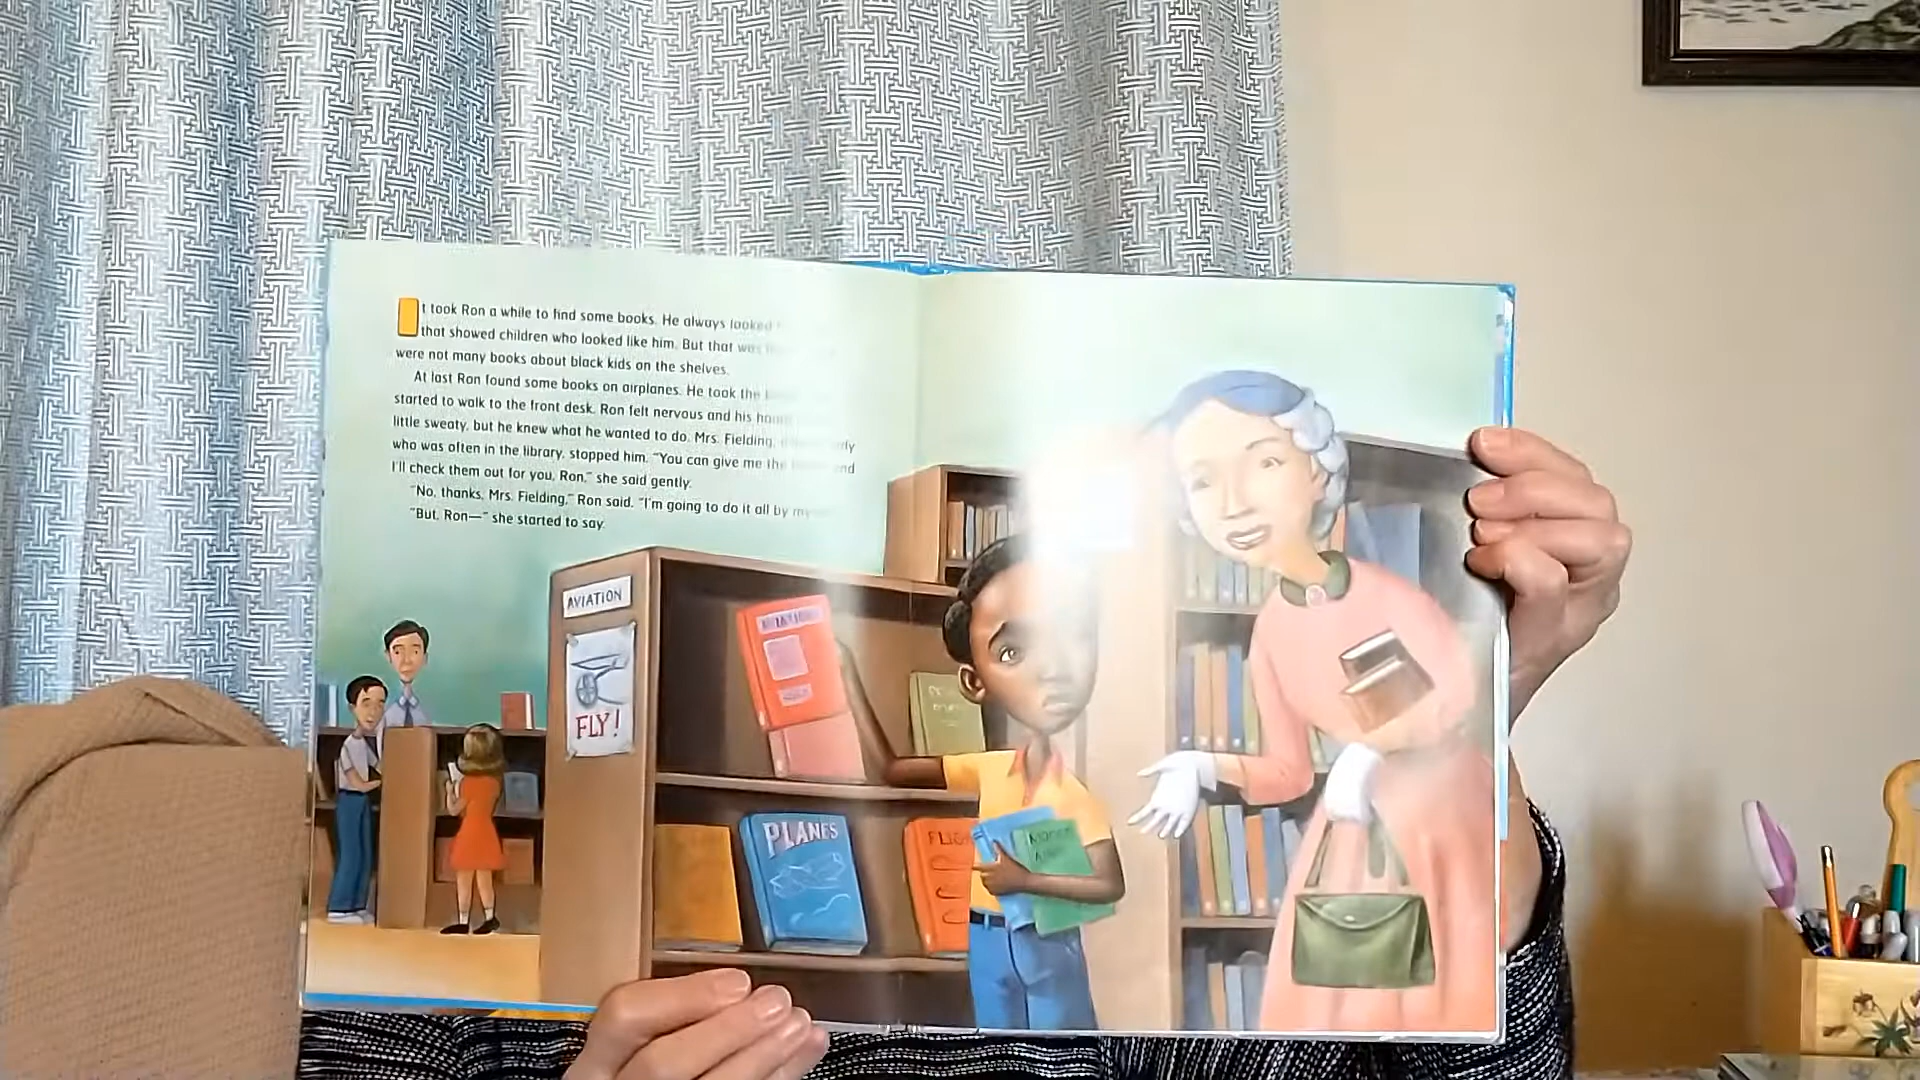 It took Ron a while to find some books. He always looked
that showed children who looked like him. But that was
were not many books about black kids on the shelves.
At last Ron found some books on airplanes. He took the
started to walk to the front desk. Ron felt nervous and his
little sweaty, but he knew what he wanted to do. Mrs. Fielding,
who was often in the library, stopped him. "You can give me the and
I'll check them out for you, Ron," she said gently.
"No, thanks, Mrs. Fielding," Ron said. "I'm going to do it all by
"But, Ron—" she started to say.
AVIATION
FLY!
PLANES